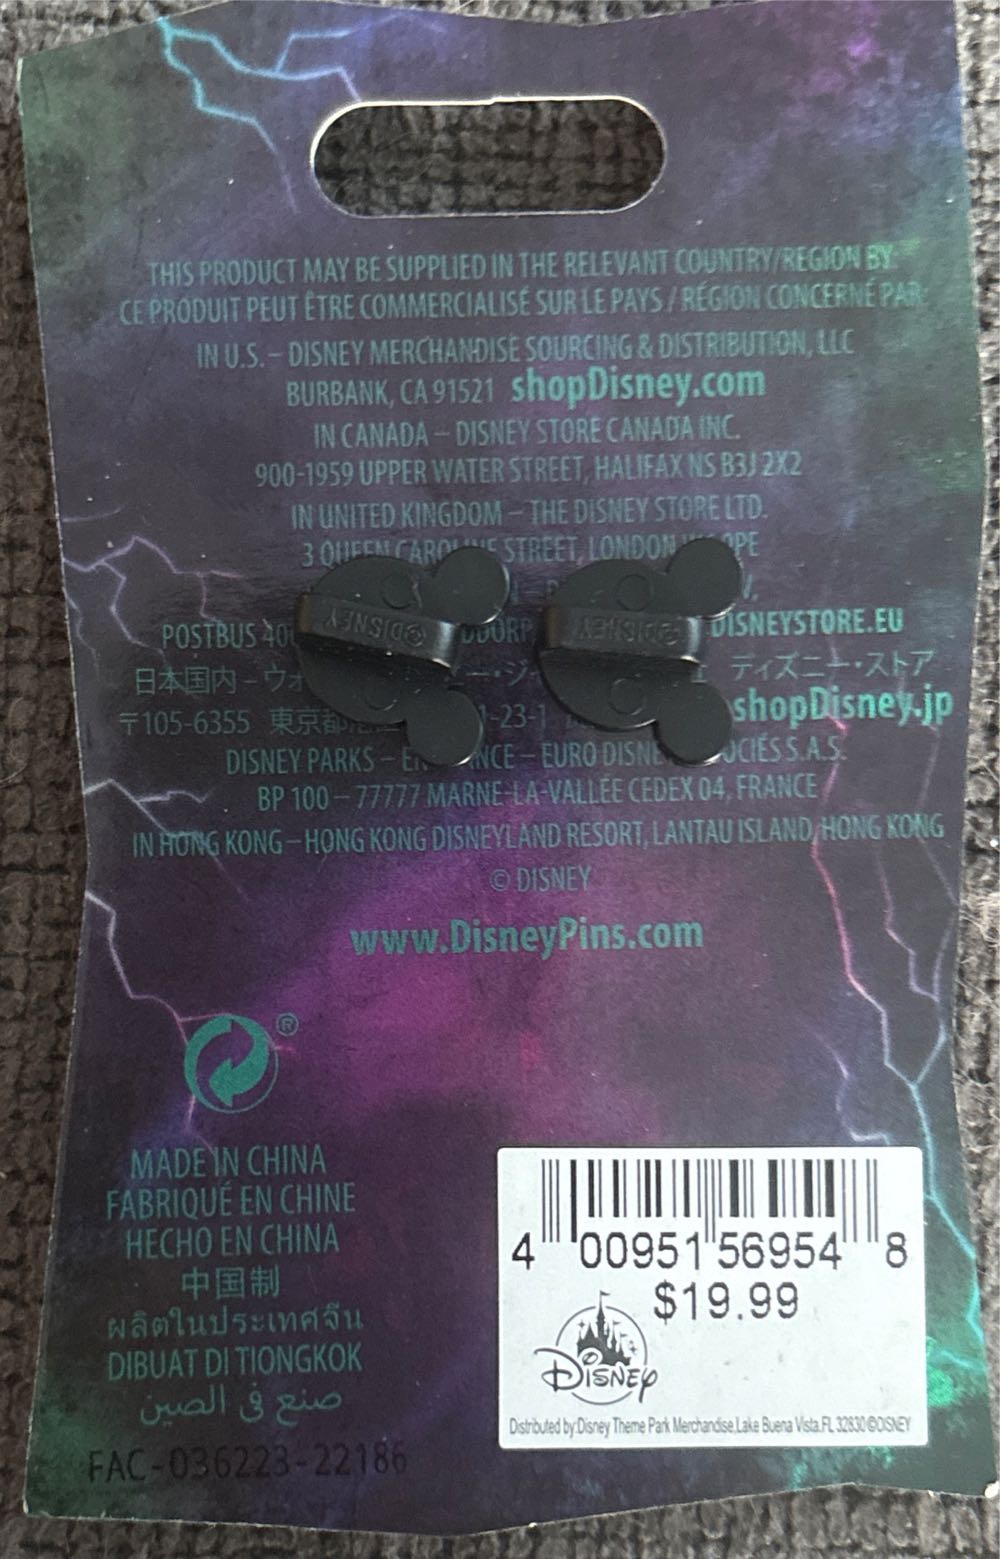 THIS PRODUCT MAY BE SUPPLIED IN THE RELEVANT COUNTRY/REGION BY:
CE PRODUIT PEUT ÊTRE COMMERCIALISÉ SUR LE PAYS / RÉGION CONCERNÉ PAR:
IN U.S. – DISNEY MERCHANDISE SOURCING & DISTRIBUTION, LLC
BURBANK, CA 91521 shopDisney.com
IN CANADA – DISNEY STORE CANADA INC.
900-1959 UPPER WATER STREET, HALIFAX NS B3J 2X2
IN UNITED KINGDOM – THE DISNEY STORE LTD.
3 QUEEN CAROLINE STREET, LONDON
©DISNEY ©DISNEY
POSTBUS DISNEYSTORE.EU
日本国内 – ディズニー・ストア
〒105-6355 東京都 shopDisney.jp
DISNEY PARKS – – EURO DISNEY S.A.S.
BP 100 – 77777 MARNE-LA-VALLÉE CEDEX 04, FRANCE
IN HONG KONG – HONG KONG DISNEYLAND RESORT, LANTAU ISLAND, HONG KONG
© DISNEY
www.DisneyPins.com
®
MADE IN CHINA
FABRIQUÉ EN CHINE
HECHO EN CHINA
中国制
ผลิตในประเทศจีน
DIBUAT DI TIONGKOK
صنع في الصين
FAC-036223-22186
4 00951 56954 8
$19.99
DISNEY
Distributed by:Disney Theme Park Merchandise,Lake Buena Vista.FL 32830 ©DISNEY